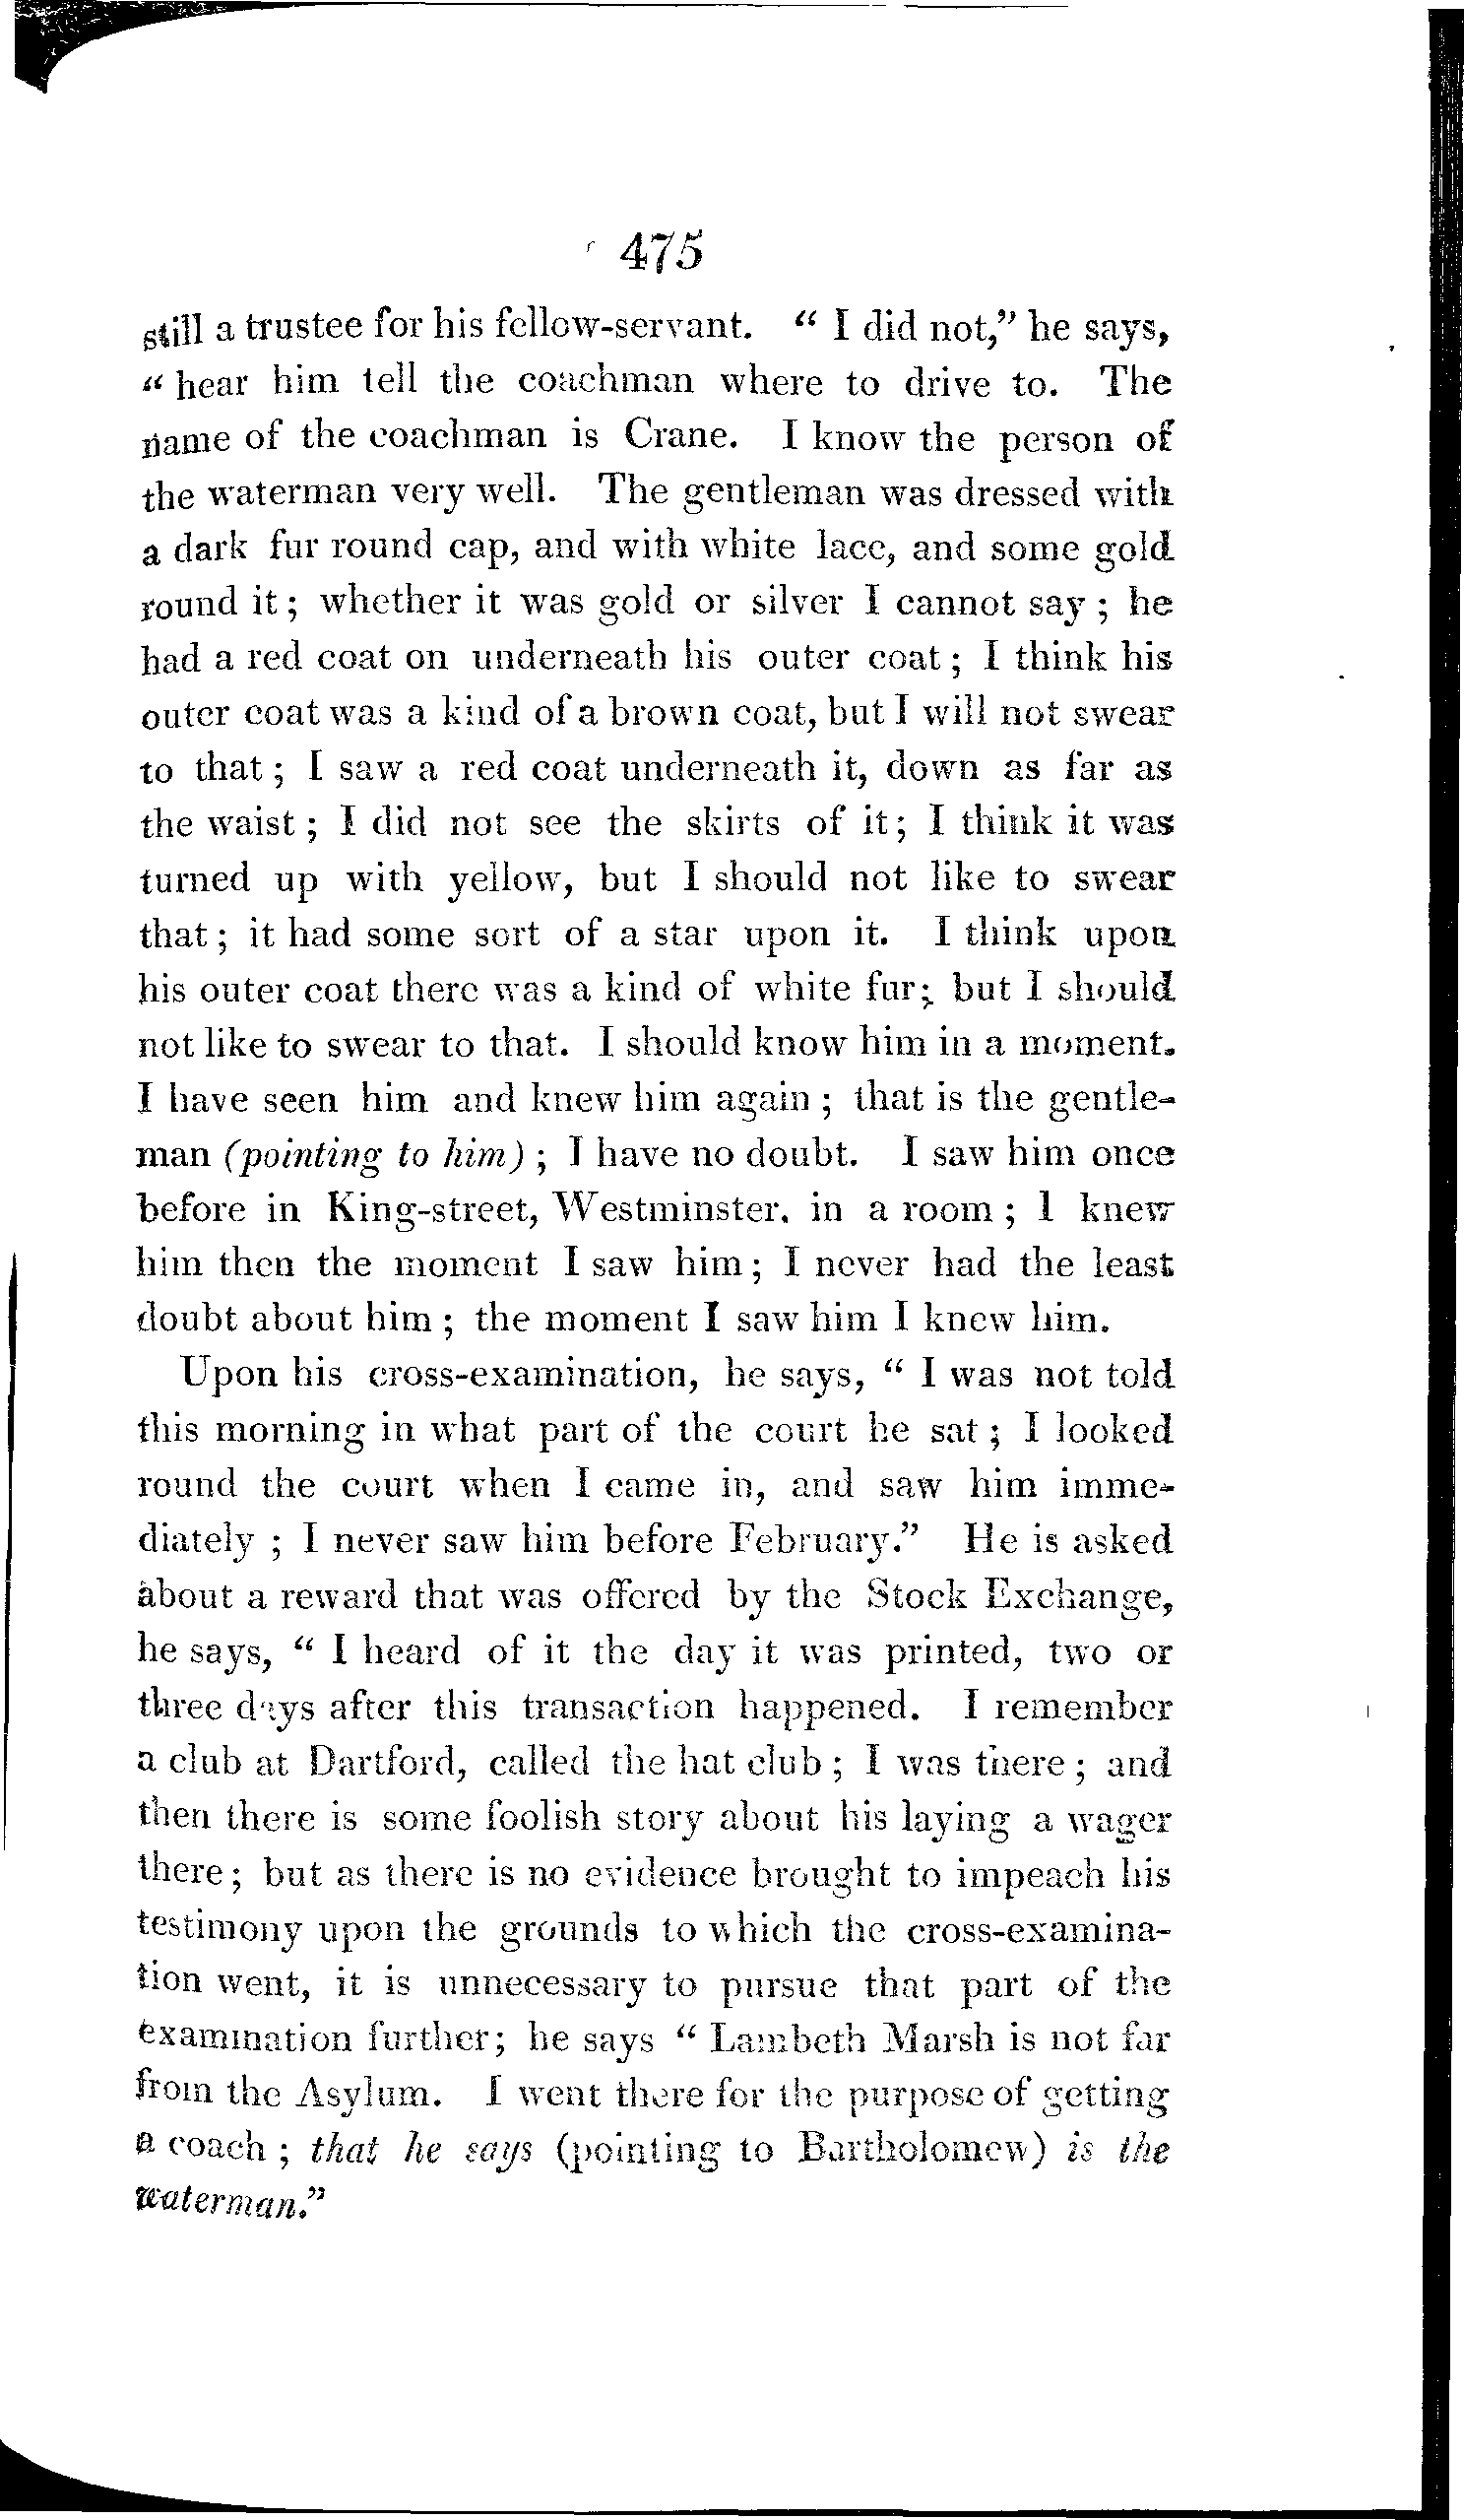 475
still a trustee for his fellow-servant. “ I did not,” he says,
“ hear him tell the coachman where to drive to. The
name of the coachman is Crane. I know the person of
the waterman very well. The gentleman was dressed with
a dark fur round cap, and with white lace, and some gold
round it ; whether it was gold or silver I cannot say ; he
had a red coat on underneath his outer coat ; I think his
outer coat was a kind of a brown coat, but I will not swear
to that ; I saw a red coat underneath it, down as far as
the waist ; I did not see the skirts of it ; I think it was
turned up with yellow, but I should not like to swear
that ; it had some sort of a star upon it. I think upon
his outer coat there was a kind of white fur ; but I should
not like to swear to that. I should know him in a moment.
I have seen him and knew him again ; that is the gentle-
man (pointing to him) ; I have no doubt. I saw him once
before in King-street, Westminster, in a room ; I knew
him then the moment I saw him ; I never had the least
doubt about him ; the moment I saw him I knew him.
Upon his cross-examination, he says, “ I was not told
this morning in what part of the court he sat ; I looked
round the court when I came in, and saw him imme-
diately ; I never saw him before February.” He is asked
about a reward that was offered by the Stock Exchange,
he says, “ I heard of it the day it was printed, two or
three days after this transaction happened. I remember
a club at Dartford, called the hat club ; I was there ; and
then there is some foolish story about his laying a wager
there ; but as there is no evidence brought to impeach his
testimony upon the grounds to which the cross-examina-
tion went, it is unnecessary to pursue that part of the
examination further ; he says “ Lambeth Marsh is not far
from the Asylum. I went there for the purpose of getting
a coach ; that he says (pointing to Bartholomew) is the
waterman.”